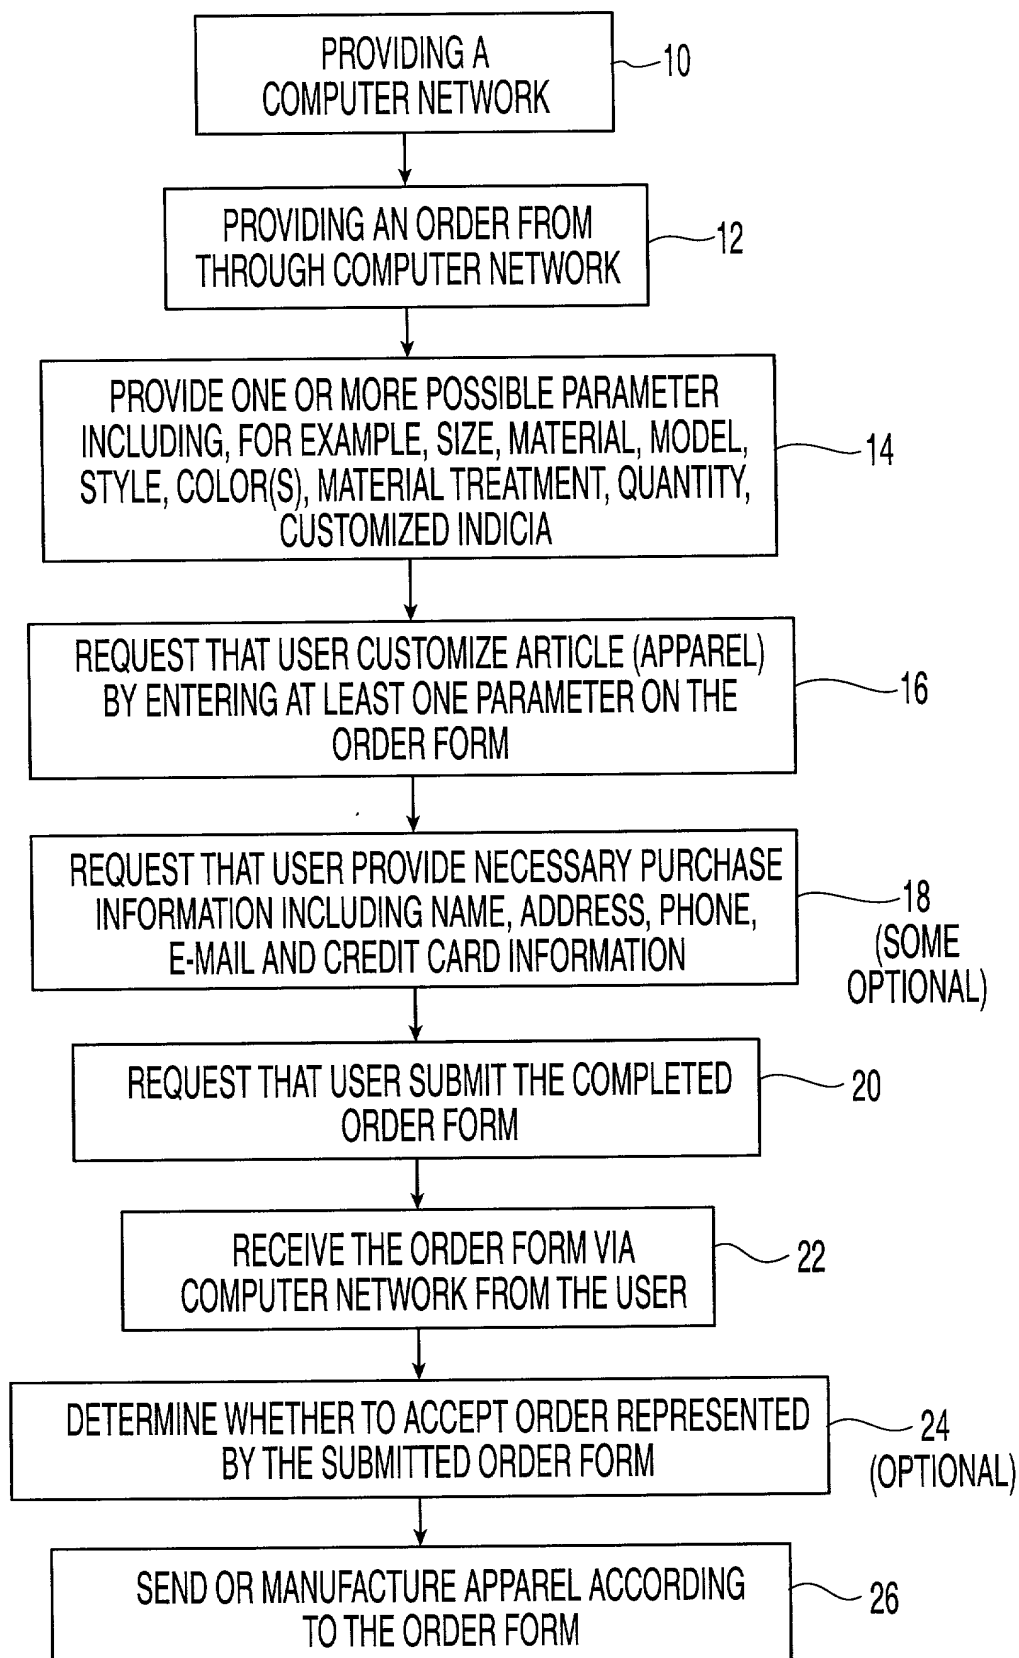 PROVIDING A
COMPUTER NETWORK
10
PROVIDING AN ORDER FROM
THROUGH COMPUTER NETWORK
12
PROVIDE ONE OR MORE POSSIBLE PARAMETER
INCLUDING, FOR EXAMPLE, SIZE, MATERIAL, MODEL,
STYLE, COLOR(S), MATERIAL TREATMENT, QUANTITY,
CUSTOMIZED INDICIA
14
REQUEST THAT USER CUSTOMIZE ARTICLE (APPAREL)
BY ENTERING AT LEAST ONE PARAMETER ON THE
ORDER FORM
16
REQUEST THAT USER PROVIDE NECESSARY PURCHASE
INFORMATION INCLUDING NAME, ADDRESS, PHONE,
E-MAIL AND CREDIT CARD INFORMATION
18
(SOME
OPTIONAL)
REQUEST THAT USER SUBMIT THE COMPLETED
ORDER FORM
20
RECEIVE THE ORDER FORM VIA
COMPUTER NETWORK FROM THE USER
22
DETERMINE WHETHER TO ACCEPT ORDER REPRESENTED
BY THE SUBMITTED ORDER FORM
24
(OPTIONAL)
SEND OR MANUFACTURE APPAREL ACCORDING
TO THE ORDER FORM
26